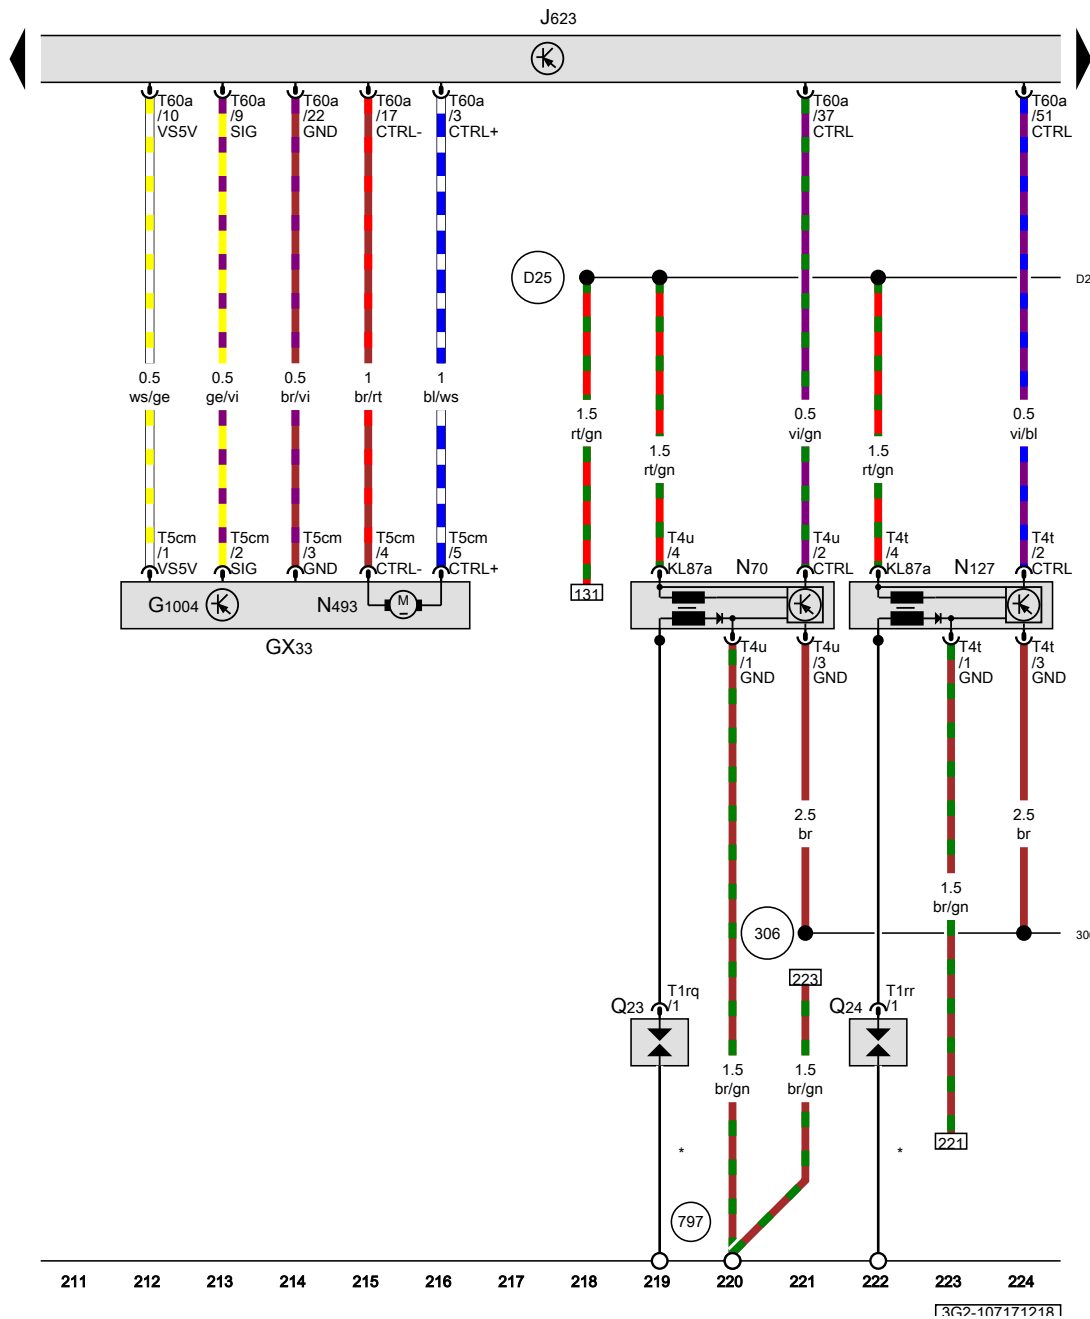 J623
T60a
/10
VS5V
T60a
/9
SIG
T60a
/22
GND
T60a
/17
CTRL-
T60a
/3
CTRL+
T60a
/37
CTRL
T60a
/51
CTRL
D25
0.5
ws/ge
0.5
ge/vi
0.5
br/vi
1
br/rt
1
bl/ws
1.5
rt/gn
1.5
rt/gn
0.5
vi/gn
1.5
rt/gn
0.5
vi/bl
T5cm
/1
VS5V
T5cm
/2
SIG
T5cm
/3
GND
T5cm
/4
CTRL-
T5cm
/5
CTRL+
T4u
/4
KL87a
N70
T4u
/2
CTRL
T4t
/4
KL87a
N127
T4t
/2
CTRL
G1004
N493
M
131
GX33
T4u
/1
GND
T4u
/3
GND
T4t
/1
GND
T4t
/3
GND
2.5
br
2.5
br
1.5
br/gn
306
223
Q23
T1rq
/1
Q24
T1rr
/1
1.5
br/gn
1.5
br/gn
221
*
*
797
211 212 213 214 215 216 217 218 219 220 221 222 223 224
3G2-107171218